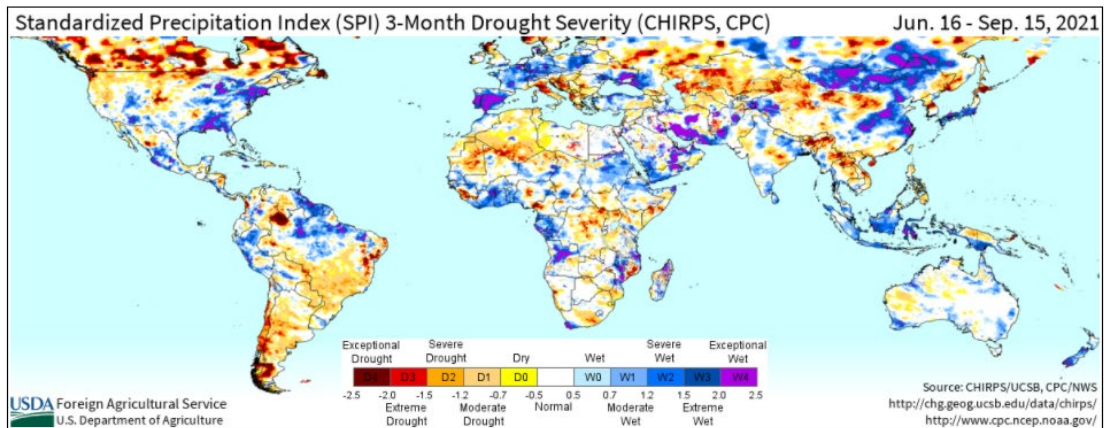 Standardized Precipitation Index (SPI) 3-Month Drought Severity (CHIRPS, CPC) Jun. 16 - Sep. 15, 2021
Exceptional Drought Severe Drought Dry Wet Severe Wet Exceptional Wet
D4 D3 D2 D1 D0 W0 W1 W2 W3 W4
-2.5 -2.0 -1.5 -1.2 -0.7 -0.5 0.5 0.7 1.2 1.5 2.0 2.5
Extreme Drought Moderate Drought Normal Moderate Wet Extreme Wet
USDA Foreign Agricultural Service
U.S. Department of Agriculture
Source: CHIRPS/UCSB, CPC/NWS
http://chg.geog.ucsb.edu/data/chirps/
http://www.cpc.ncep.noaa.gov/